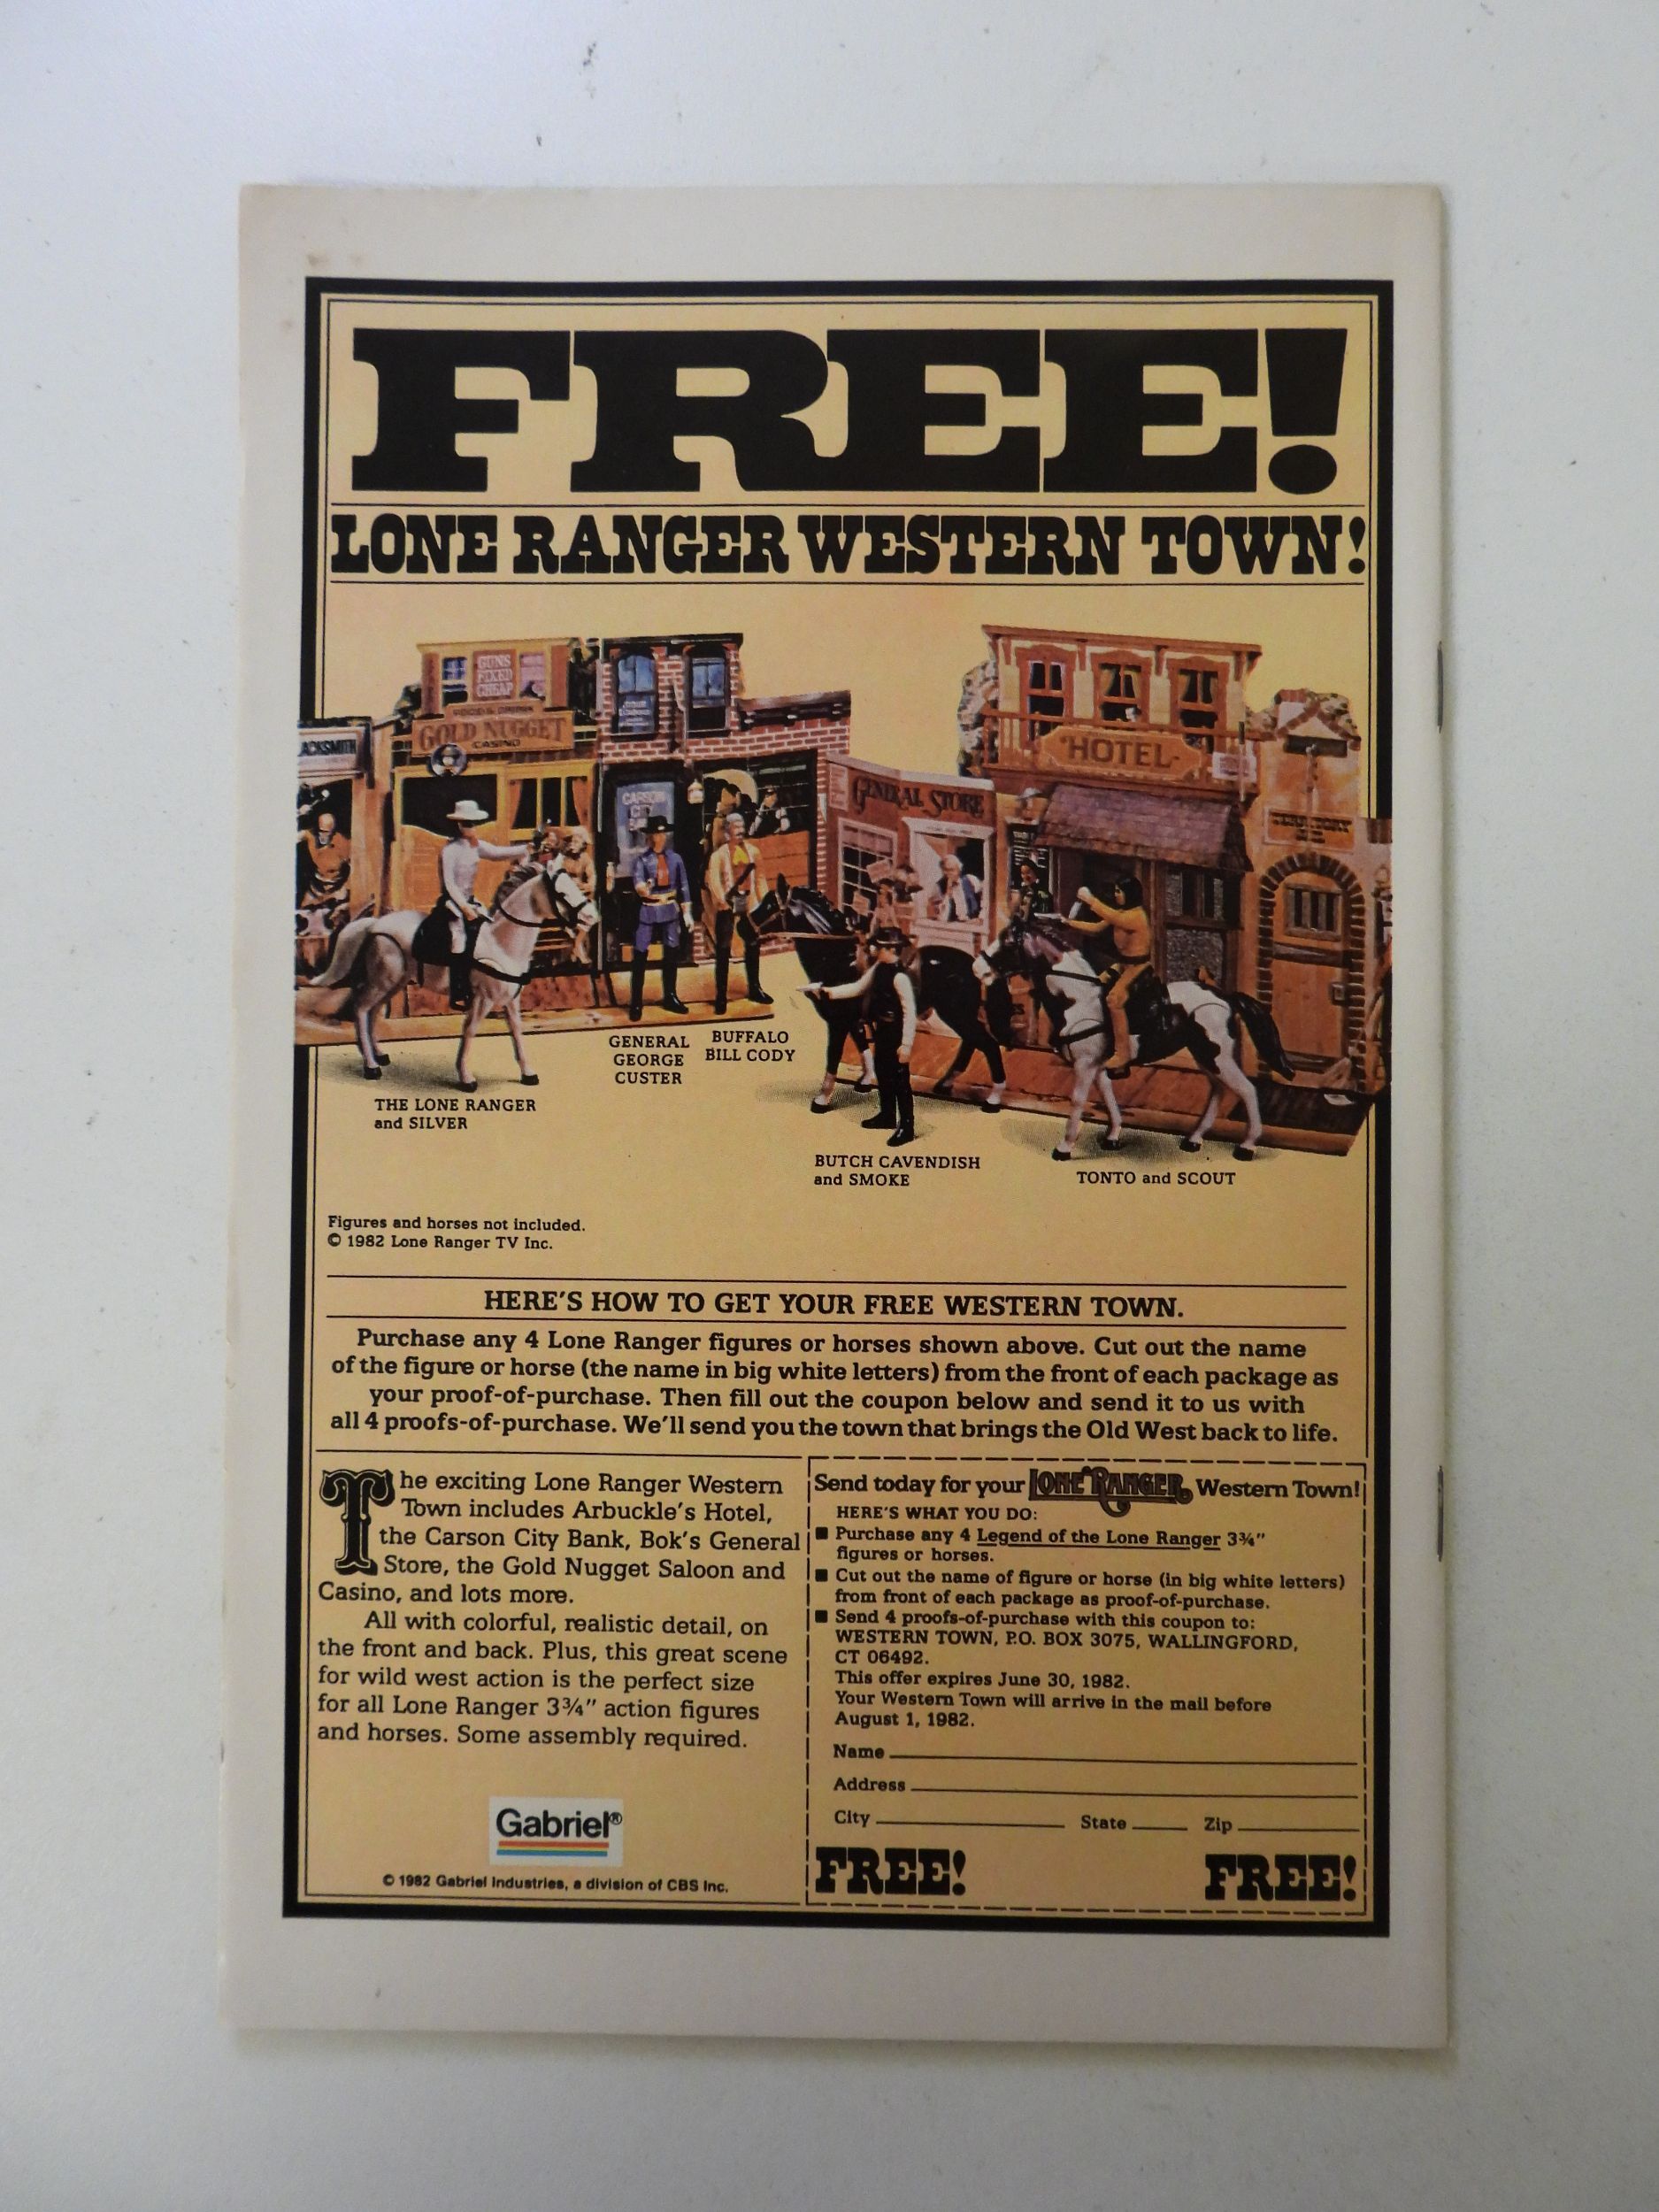 FREE!
LONE RANGER WESTERN TOWN!
GUNS
FIXED
CHEAP
GOLD NUGGET
CASINO
ACKSMITH
CARSON
CITY
GENERAL STORE
HOTEL
GENERAL
GEORGE
CUSTER
BUFFALO
BILL CODY
THE LONE RANGER
and SILVER
BUTCH CAVENDISH
and SMOKE
TONTO and SCOUT
Figures and horses not included.
© 1982 Lone Ranger TV Inc.
HERE'S HOW TO GET YOUR FREE WESTERN TOWN.
Purchase any 4 Lone Ranger figures or horses shown above. Cut out the name
of the figure or horse (the name in big white letters) from the front of each package as
your proof-of-purchase. Then fill out the coupon below and send it to us with
all 4 proofs-of-purchase. We'll send you the town that brings the Old West back to life.
The exciting Lone Ranger Western
Town includes Arbuckle's Hotel,
the Carson City Bank, Bok's General
Store, the Gold Nugget Saloon and
Casino, and lots more.
All with colorful, realistic detail, on
the front and back. Plus, this great scene
for wild west action is the perfect size
for all Lone Ranger 3¾" action figures
and horses. Some assembly required.
Gabriel®
© 1982 Gabriel Industries, a division of CBS Inc.
Send today for your LONE RANGER Western Town!
HERE'S WHAT YOU DO:
■ Purchase any 4 Legend of the Lone Ranger 3¾"
figures or horses.
■ Cut out the name of figure or horse (in big white letters)
from front of each package as proof-of-purchase.
■ Send 4 proofs-of-purchase with this coupon to:
WESTERN TOWN, P.O. BOX 3075, WALLINGFORD,
CT 06492.
This offer expires June 30, 1982.
Your Western Town will arrive in the mail before
August 1, 1982.
Name
Address
City State Zip
FREE! FREE!